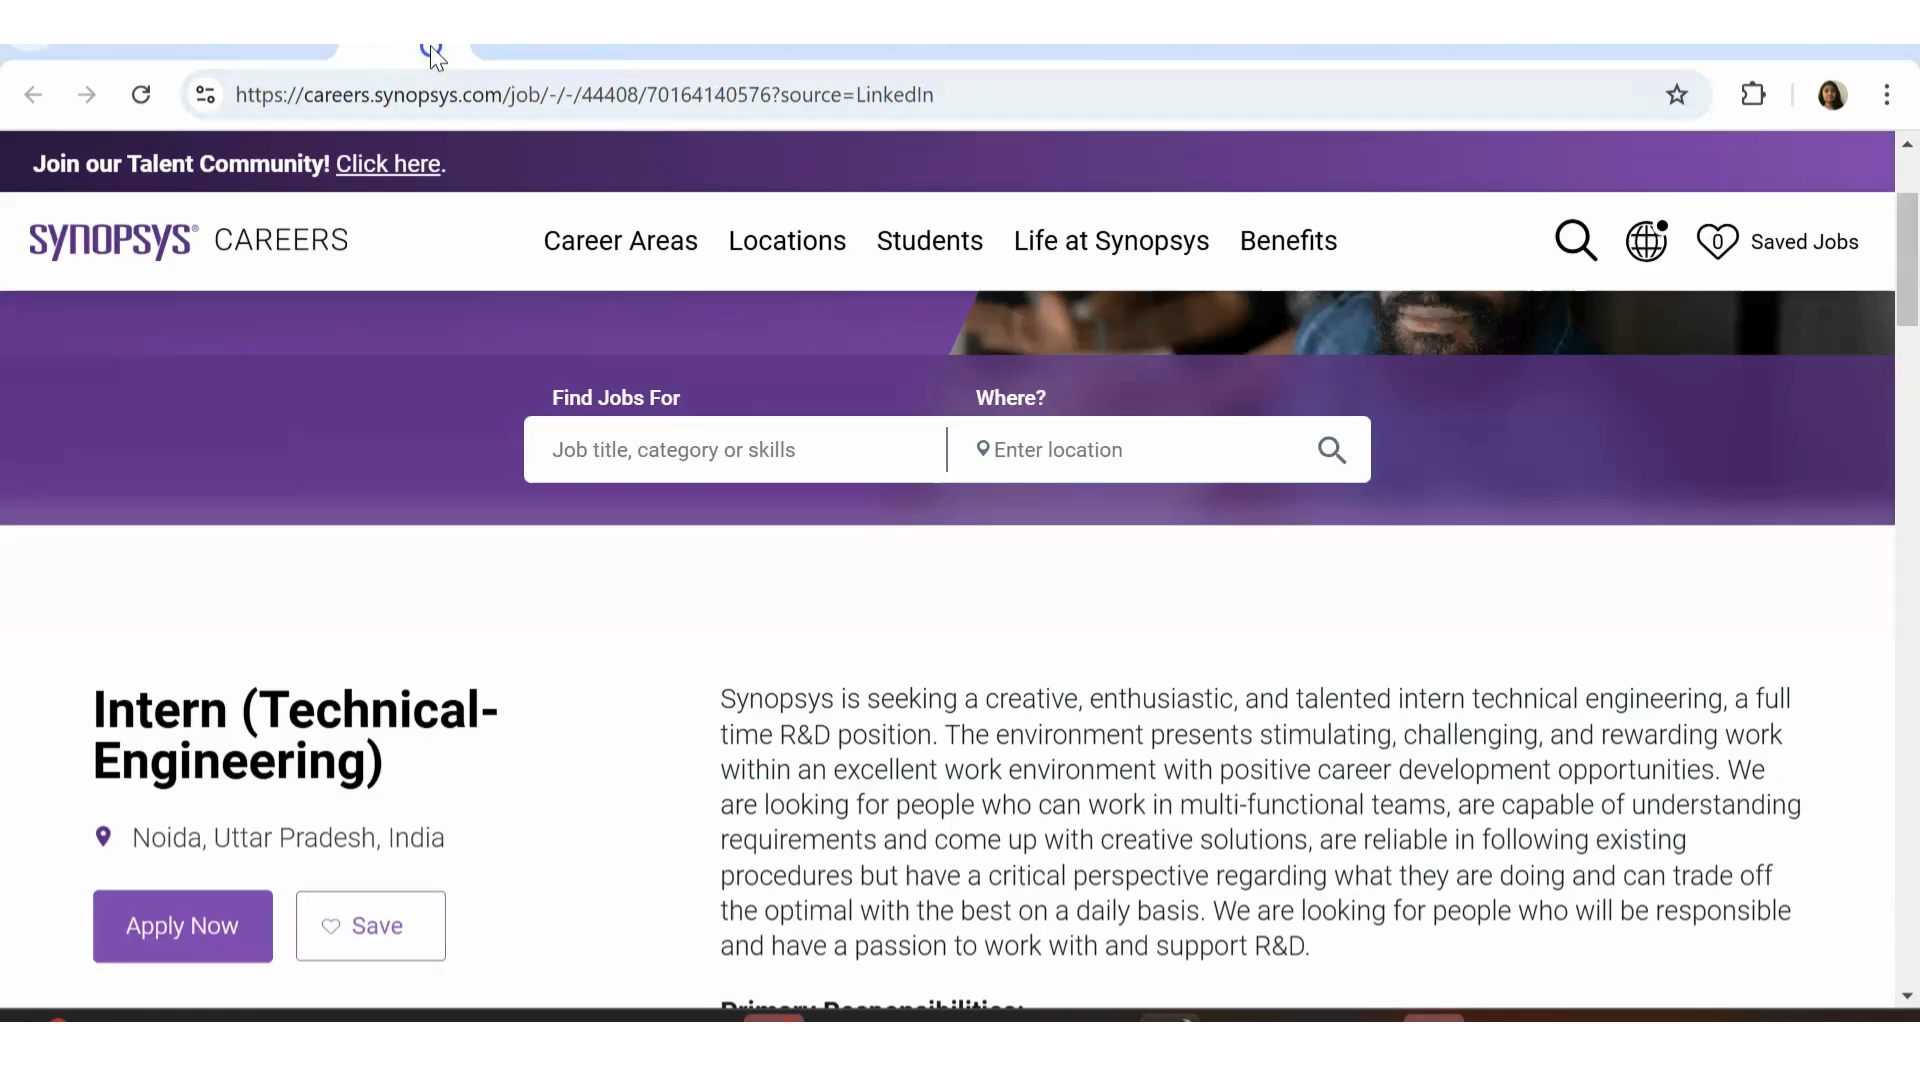 https://careers.synopsys.com/job/-/-/44408/70164140576?source=LinkedIn
Join our Talent Community! Click here.
SYNOPSYS® CAREERS
Career Areas
Locations
Students
Life at Synopsys
Benefits
0
Saved Jobs
Find Jobs For
Where?
Job title, category or skills
Enter location
Intern (Technical-
Engineering)
Noida, Uttar Pradesh, India
Apply Now
Save
Synopsys is seeking a creative, enthusiastic, and talented intern technical engineering, a full
time R&D position. The environment presents stimulating, challenging, and rewarding work
within an excellent work environment with positive career development opportunities. We
are looking for people who can work in multi-functional teams, are capable of understanding
requirements and come up with creative solutions, are reliable in following existing
procedures but have a critical perspective regarding what they are doing and can trade off
the optimal with the best on a daily basis. We are looking for people who will be responsible
and have a passion to work with and support R&D.
Primary Responsibilities: